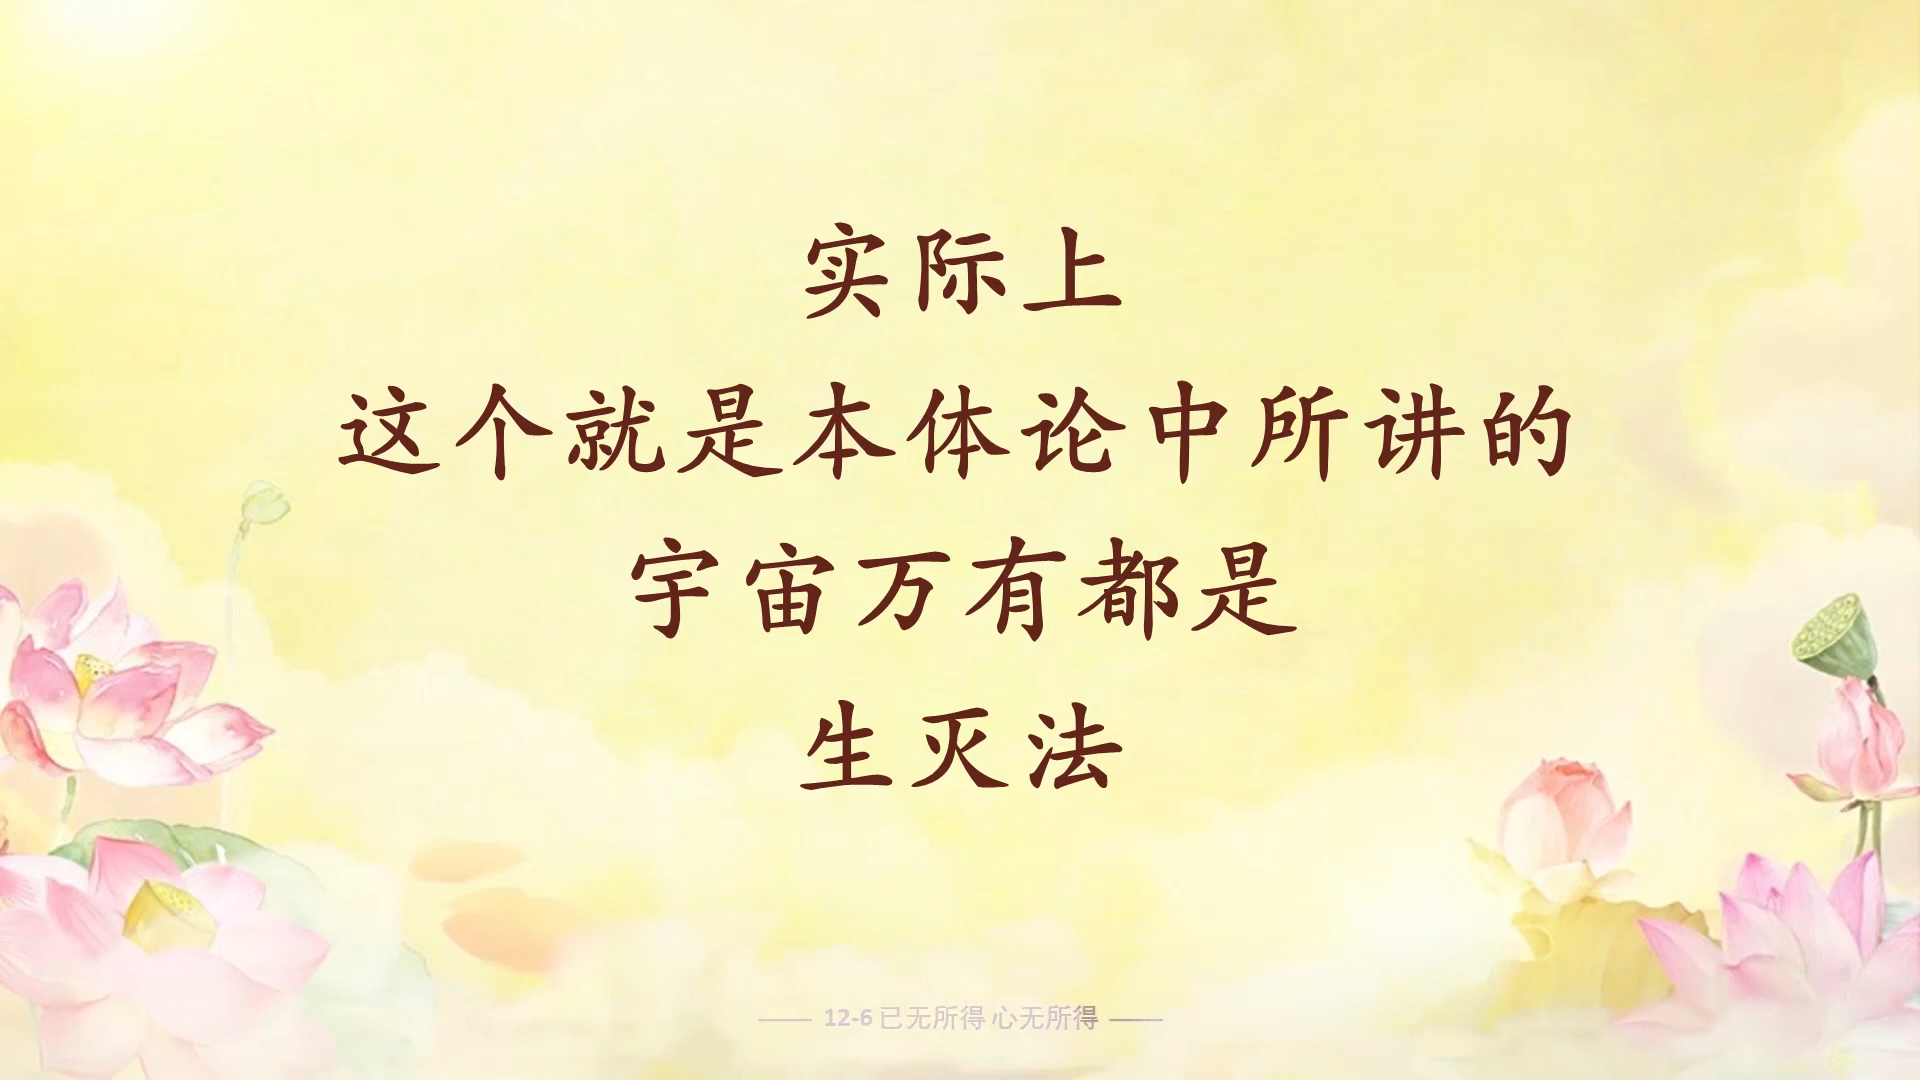 实际上
这个就是本体论中所讲的
宇宙万有都是
生灭法
12-6 已无所得 心无所得